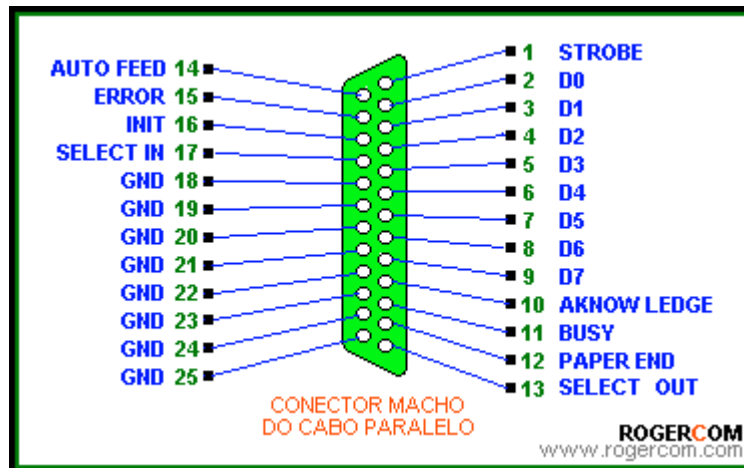 AUTO FEED 14
ERROR 15
INIT 16
SELECT IN 17
GND 18
GND 19
GND 20
GND 21
GND 22
GND 23
GND 24
GND 25
1 STROBE
2 D0
3 D1
4 D2
5 D3
6 D4
7 D5
8 D6
9 D7
10 AKNOW LEDGE
11 BUSY
12 PAPER END
13 SELECT OUT
CONECTOR MACHO
DO CABO PARALELO
ROGERCOM
www.rogercom.com